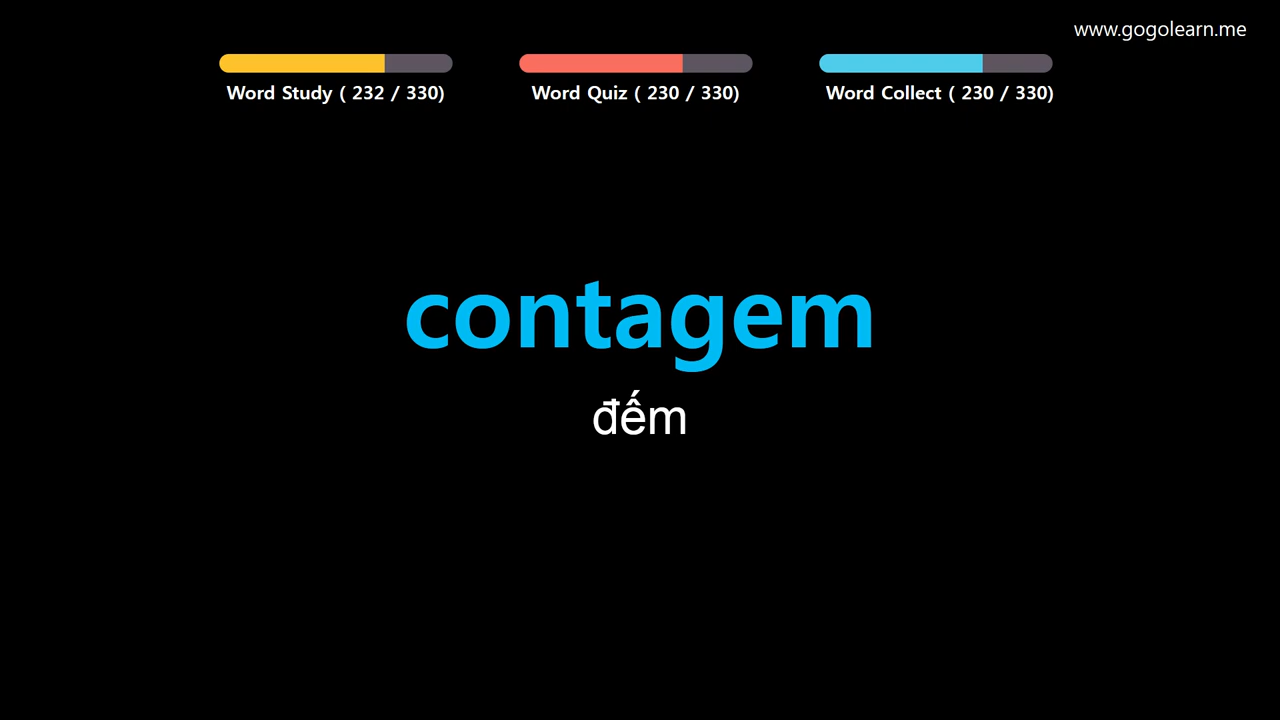 www.gogolearn.me
Word Study ( 232 / 330)
Word Quiz ( 230 / 330)
Word Collect ( 230 / 330)
contagem
đếm